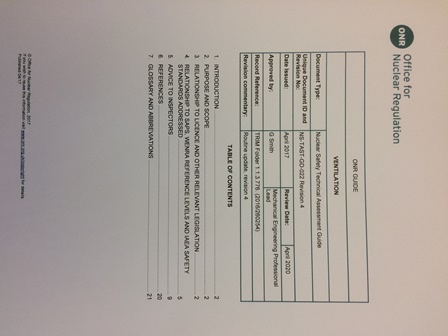 ONR
Office for
Nuclear Regulation
ONR GUIDE
VENTILATION
Document Type: Nuclear Safety Technical Assessment Guide
Unique Document ID and
Revision No: NS-TAST-GD-022 Revision 4
Date Issued: April 2017 Review Date: April 2020
Approved by: G Smith Mechanical Engineering Professional
Lead
Record Reference: TRIM Folder 1.1.3.776. (2016/260254)
Revision commentary: Routine update, revision 4
TABLE OF CONTENTS
1. INTRODUCTION 2
2. PURPOSE AND SCOPE 2
3. RELATIONSHIP TO LICENCE AND OTHER RELEVANT LEGISLATION 2
4. RELATIONSHIP TO SAPS, WENRA REFERENCE LEVELS AND IAEA SAFETY
STANDARDS ADDRESSED 5
5. ADVICE TO INSPECTORS 9
6. REFERENCES 20
7. GLOSSARY AND ABBREVIATIONS 21
© Office for Nuclear Regulation, 2017
If you wish to reuse this information visit www.onr.org.uk/copyright for details.
Published 04/17